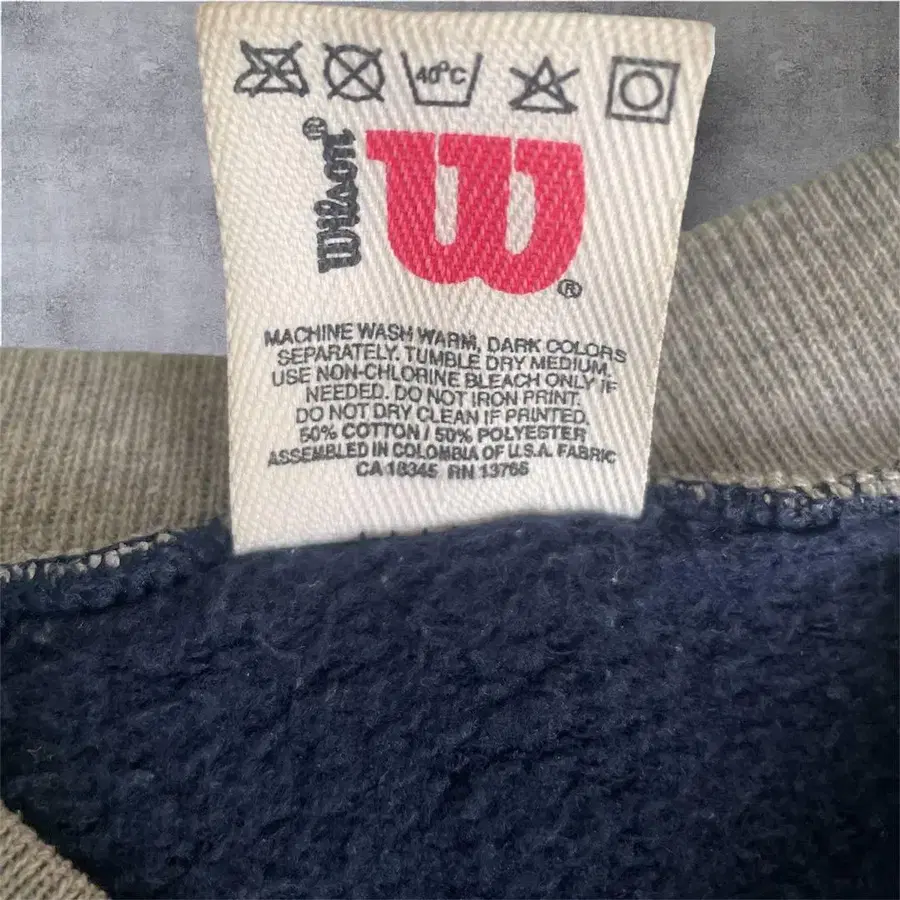 40°C
Wilson®
W®
MACHINE WASH WARM, DARK COLORS
SEPARATELY. TUMBLE DRY MEDIUM.
USE NON-CHLORINE BLEACH ONLY IF
NEEDED. DO NOT IRON PRINT.
DO NOT DRY CLEAN IF PRINTED.
50% COTTON / 50% POLYESTER
ASSEMBLED IN COLOMBIA OF U.S.A. FABRIC
CA 18345 RN 13766